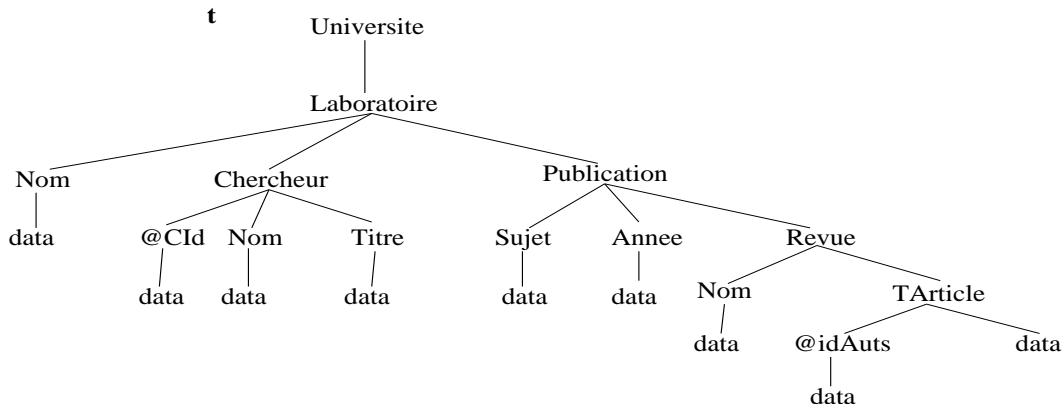 t
Universite
Laboratoire
Nom Chercheur Publication
data @CId Nom Titre Sujet Annee Revue
data data data data data Nom TArticle
data @idAuts data
data